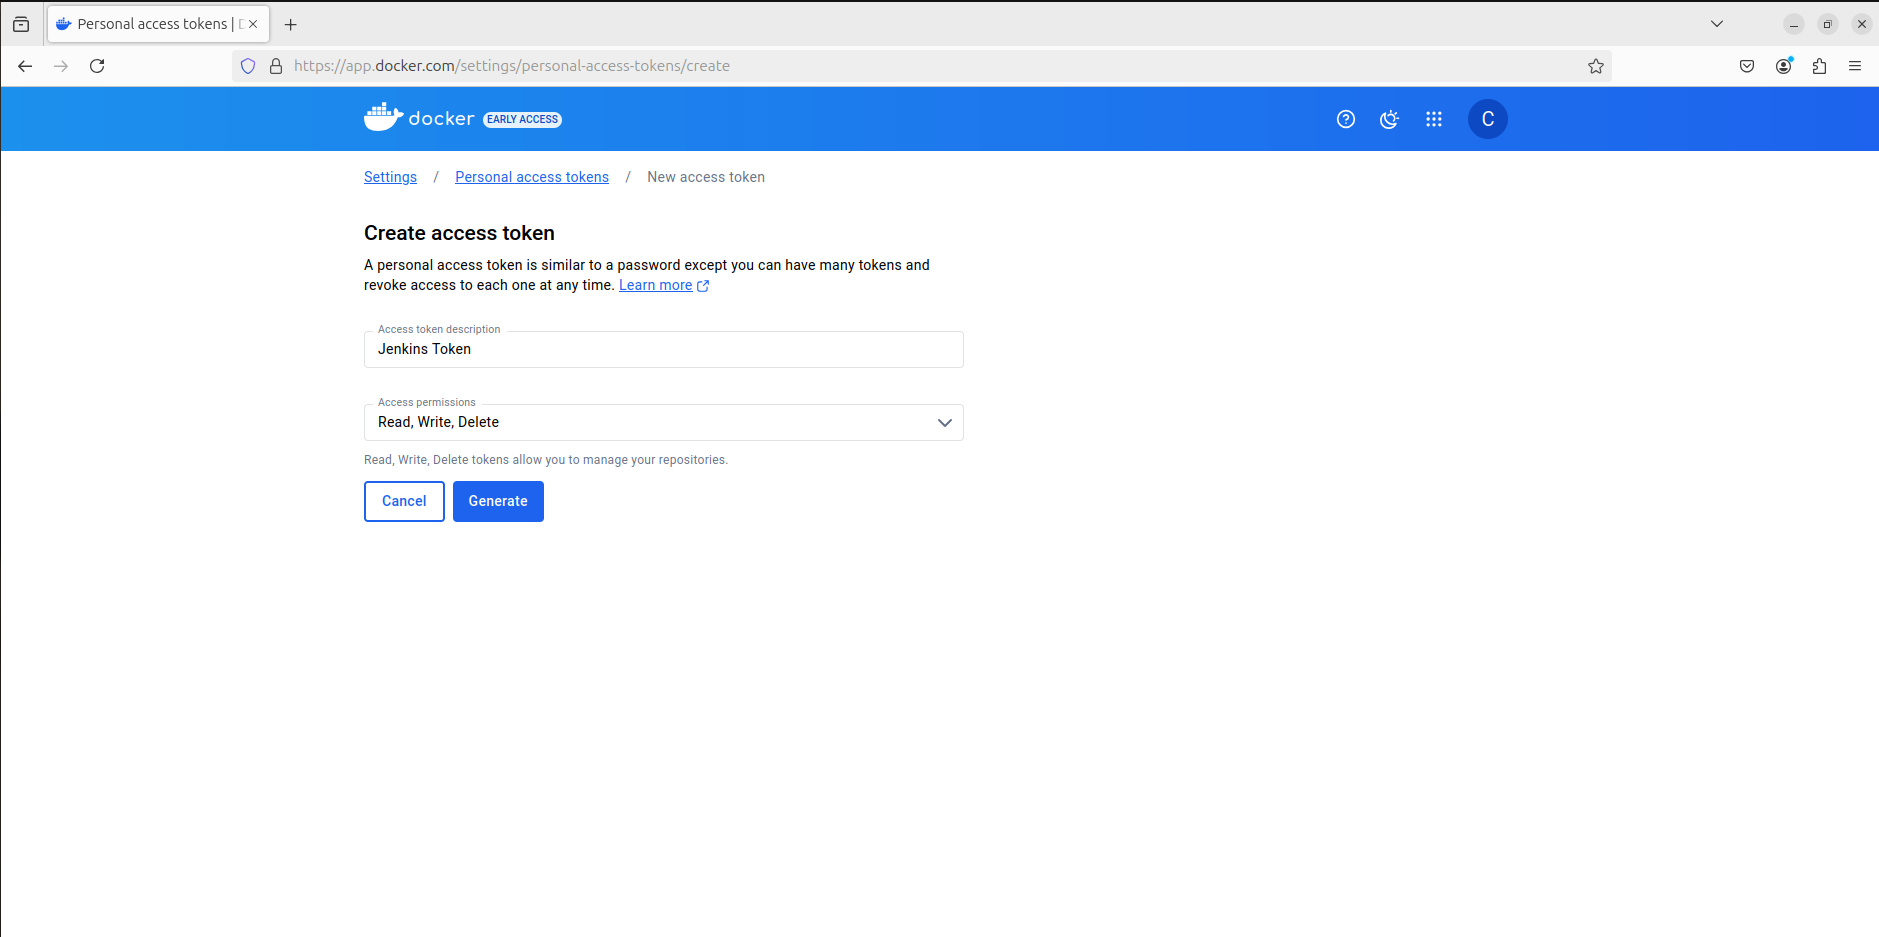 Personal access tokens |
https://app.docker.com/settings/personal-access-tokens/create
docker EARLY ACCESS
C
Settings / Personal access tokens / New access token
Create access token
A personal access token is similar to a password except you can have many tokens and
revoke access to each one at any time. Learn more
Access token description
Jenkins Token
Access permissions
Read, Write, Delete
Read, Write, Delete tokens allow you to manage your repositories.
Cancel Generate